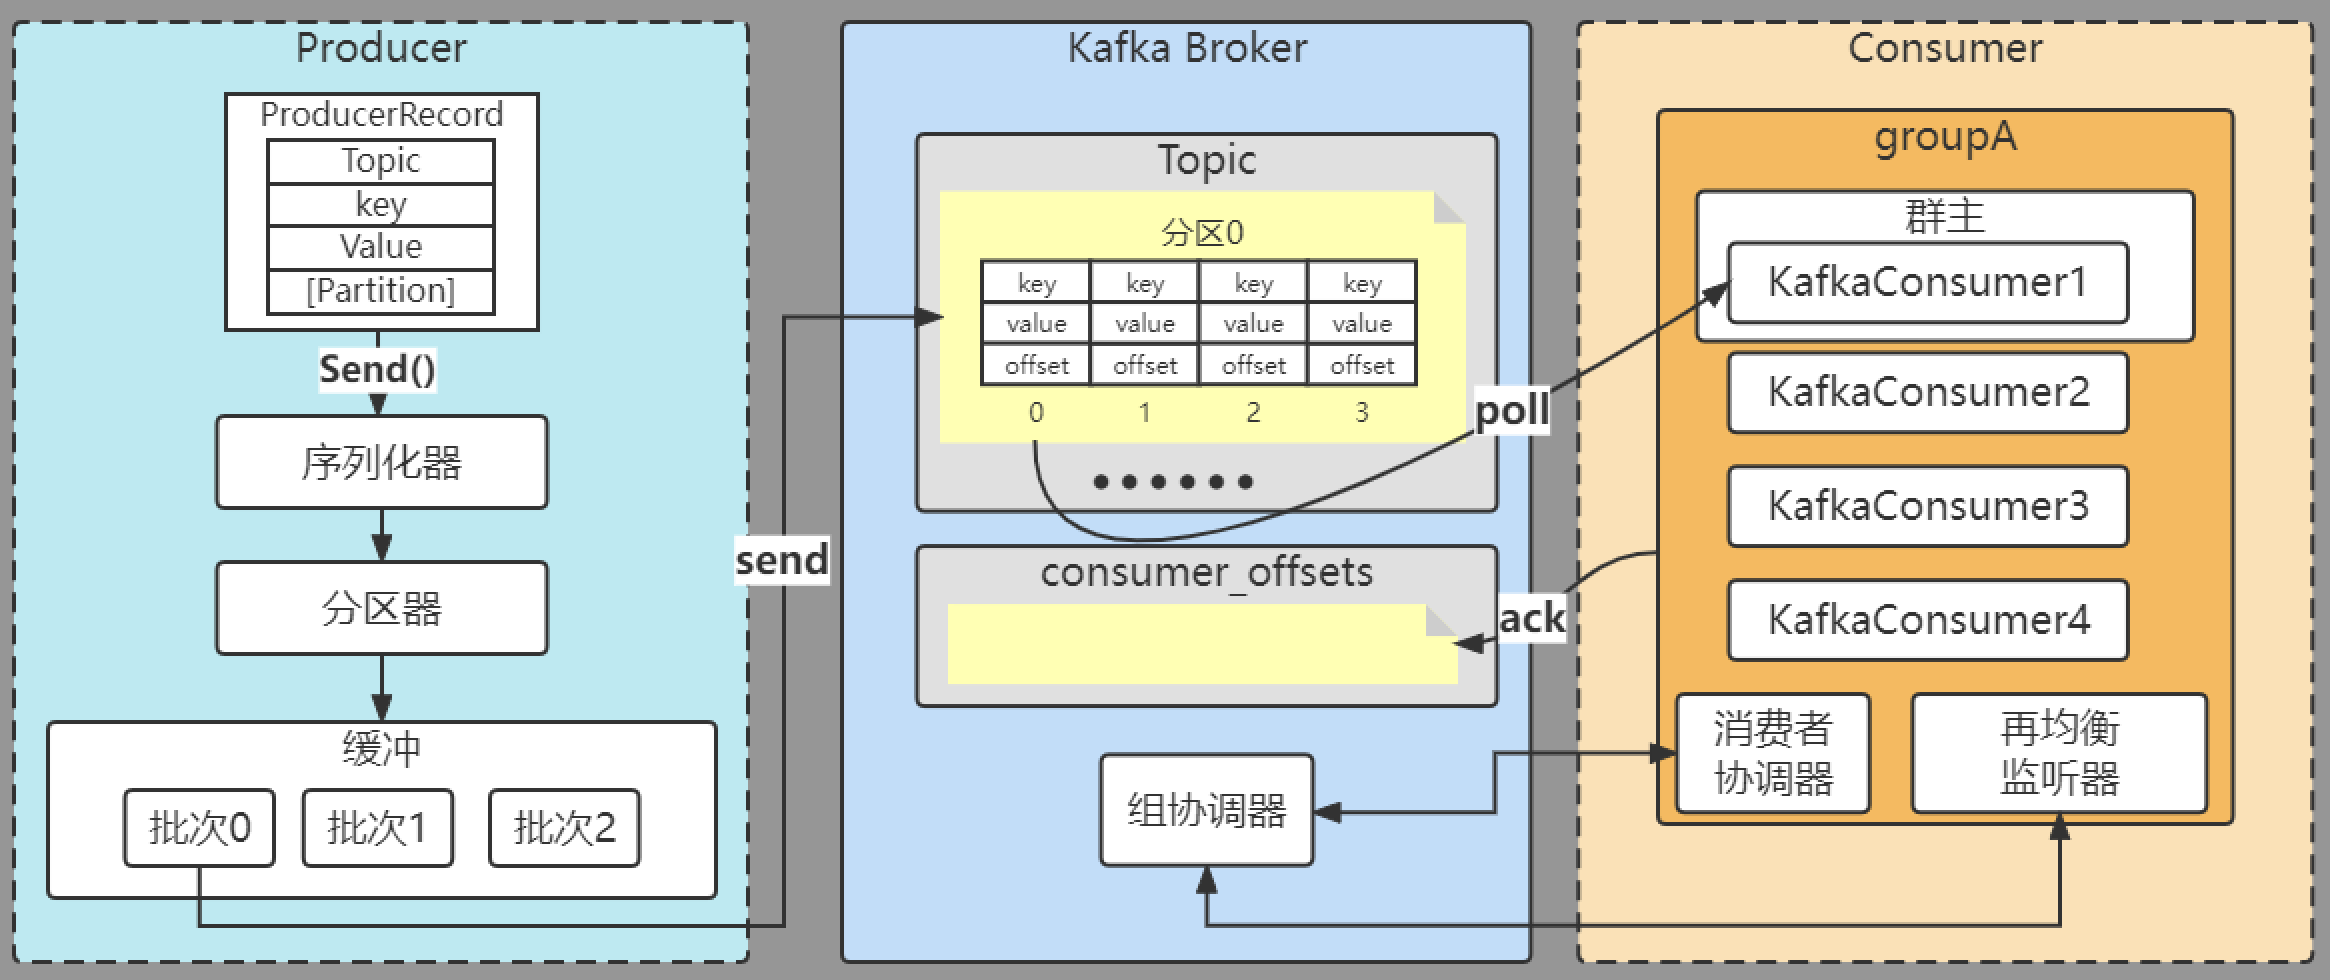 Producer
ProducerRecord
Topic
key
Value
[Partition]
Send()
序列化器
分区器
缓冲
批次0
批次1
批次2
send
Kafka Broker
Topic
分区0
key key key key
value value value value
offset offset offset offset
0 1 2 3
poll
consumer_offsets
ack
组协调器
Consumer
groupA
群主
KafkaConsumer1
KafkaConsumer2
KafkaConsumer3
KafkaConsumer4
消费者
协调器
再均衡
监听器